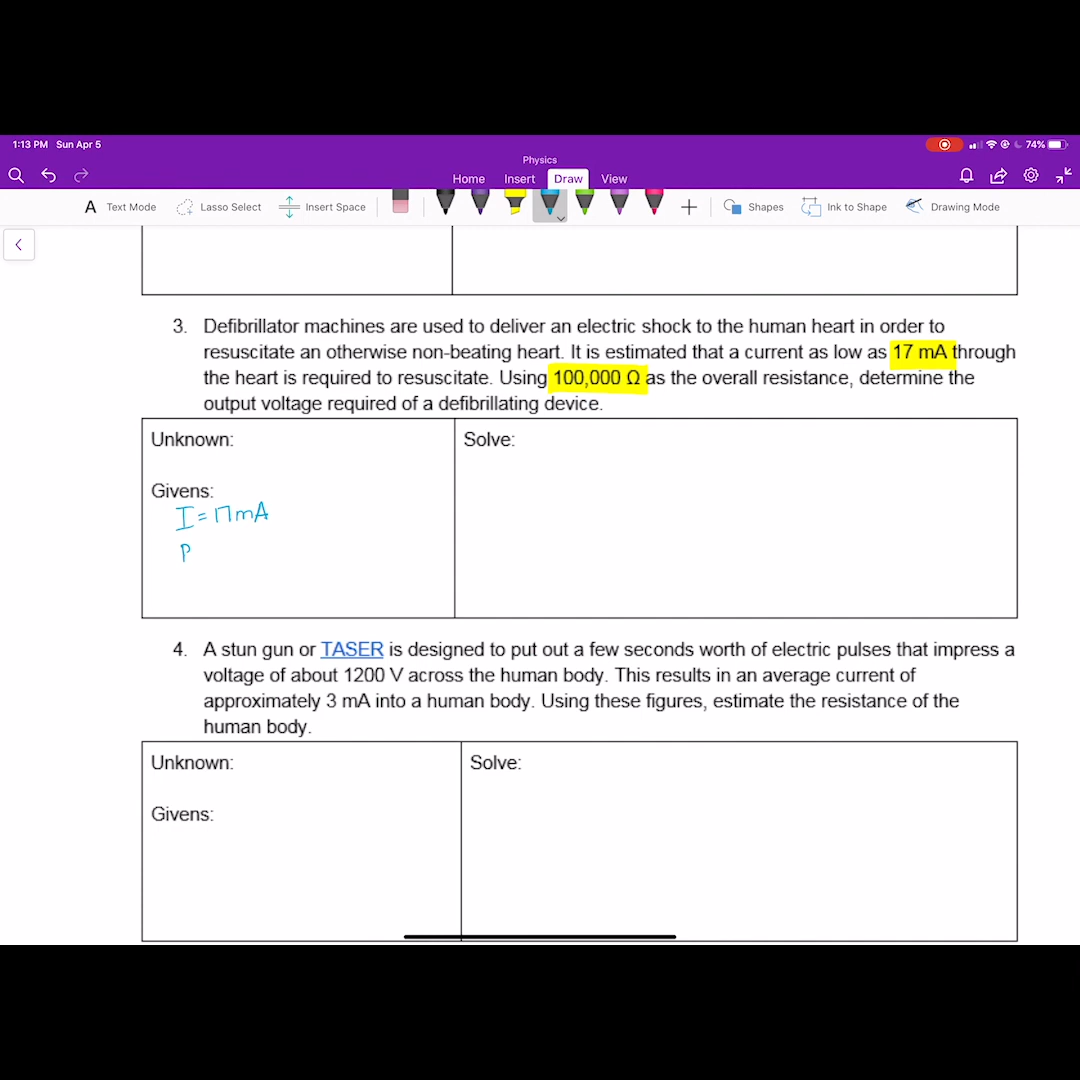 1:13 PM Sun Apr 5
74%
Physics
Home Insert Draw View
A Text Mode Lasso Select Insert Space Shapes Ink to Shape Drawing Mode
3. Defibrillator machines are used to deliver an electric shock to the human heart in order to
resuscitate an otherwise non-beating heart. It is estimated that a current as low as 17 mA through
the heart is required to resuscitate. Using 100,000 Ω as the overall resistance, determine the
output voltage required of a defibrillating device.
Unknown: Solve:
Givens:
I = 17 mA
P
4. A stun gun or TASER is designed to put out a few seconds worth of electric pulses that impress a
voltage of about 1200 V across the human body. This results in an average current of
approximately 3 mA into a human body. Using these figures, estimate the resistance of the
human body.
Unknown: Solve:
Givens: